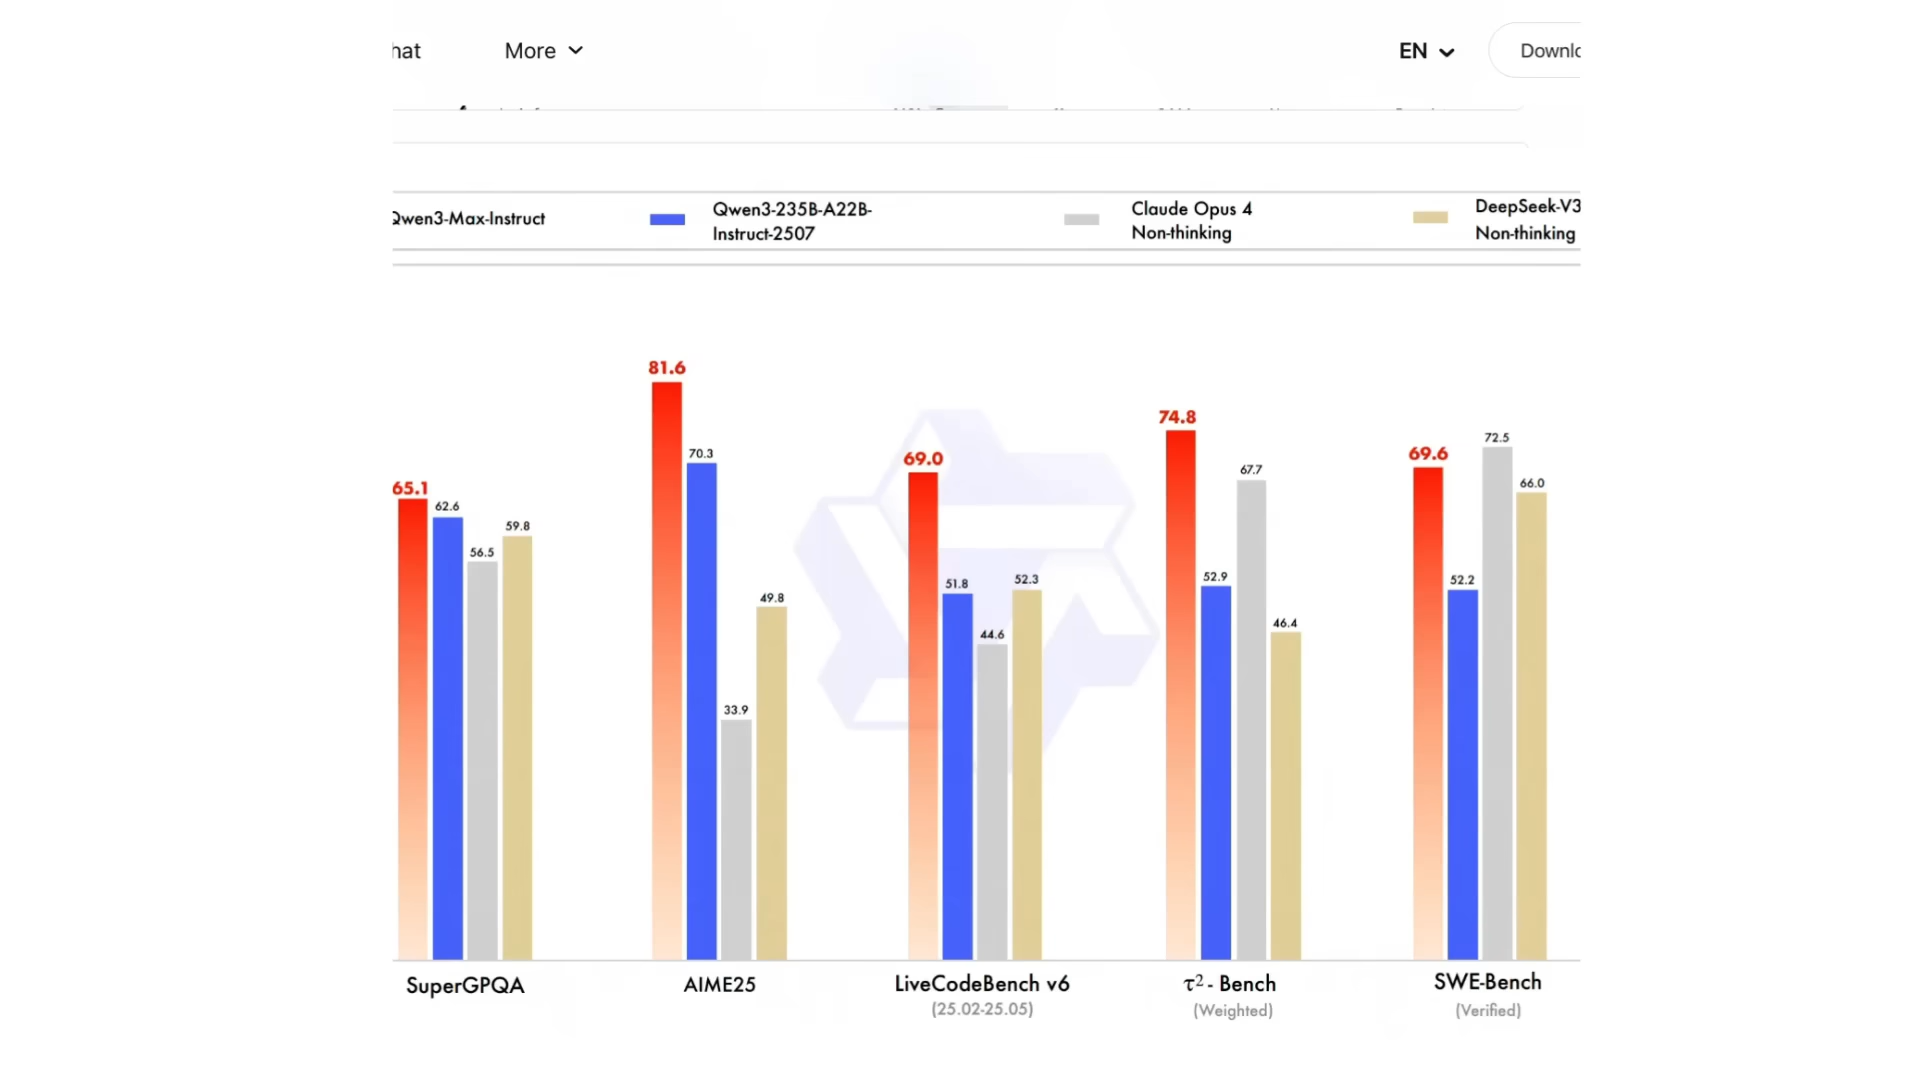 hat
More
EN
Downlo
Qwen3-Max-Instruct
Qwen3-235B-A22B-
Instruct-2507
Claude Opus 4
Non-thinking
DeepSeek-V3
Non-thinking
65.1
62.6
56.5
59.8
81.6
70.3
33.9
49.8
69.0
51.8
44.6
52.3
74.8
52.9
67.7
46.4
69.6
52.2
72.5
66.0
SuperGPQA
AIME25
LiveCodeBench v6
(25.02-25.05)
τ²- Bench
(Weighted)
SWE-Bench
(Verified)